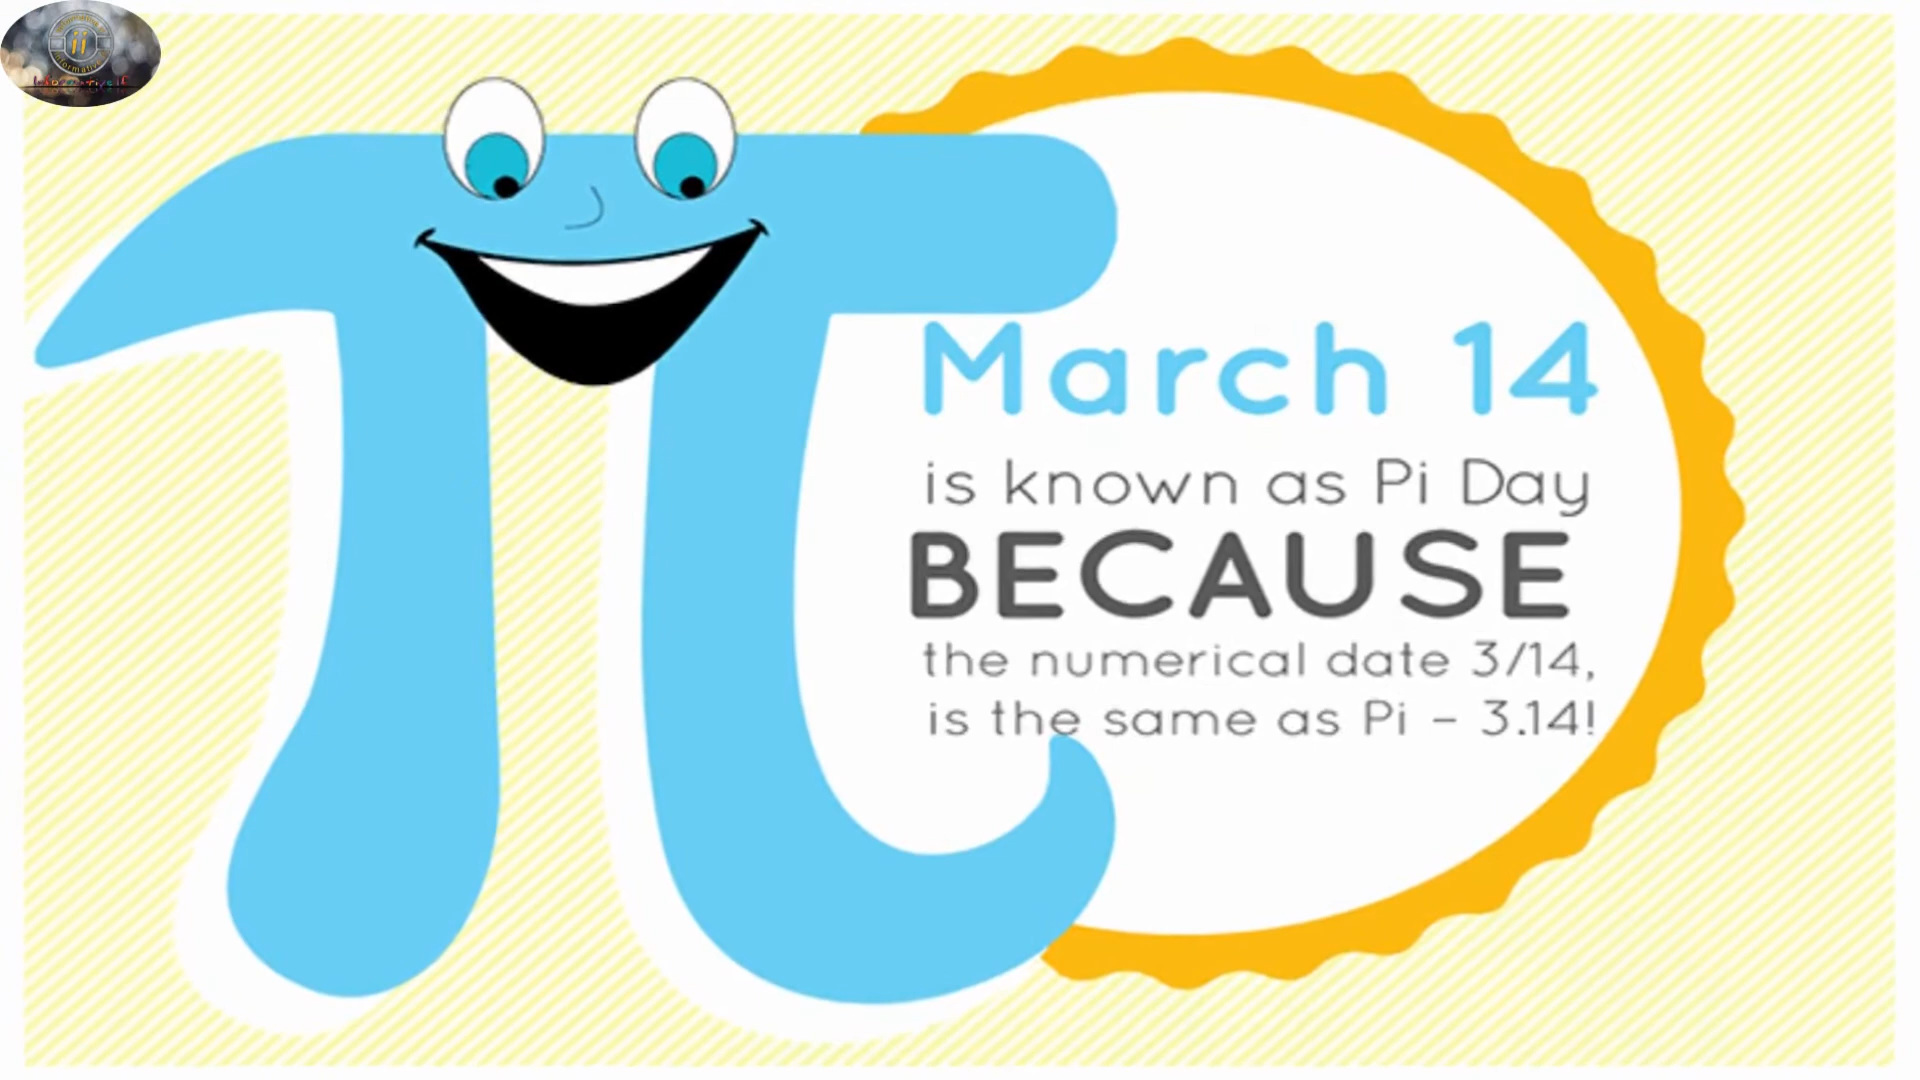 March 14
is known as Pi Day
BECAUSE
the numerical date 3/14,
is the same as Pi – 3.14!